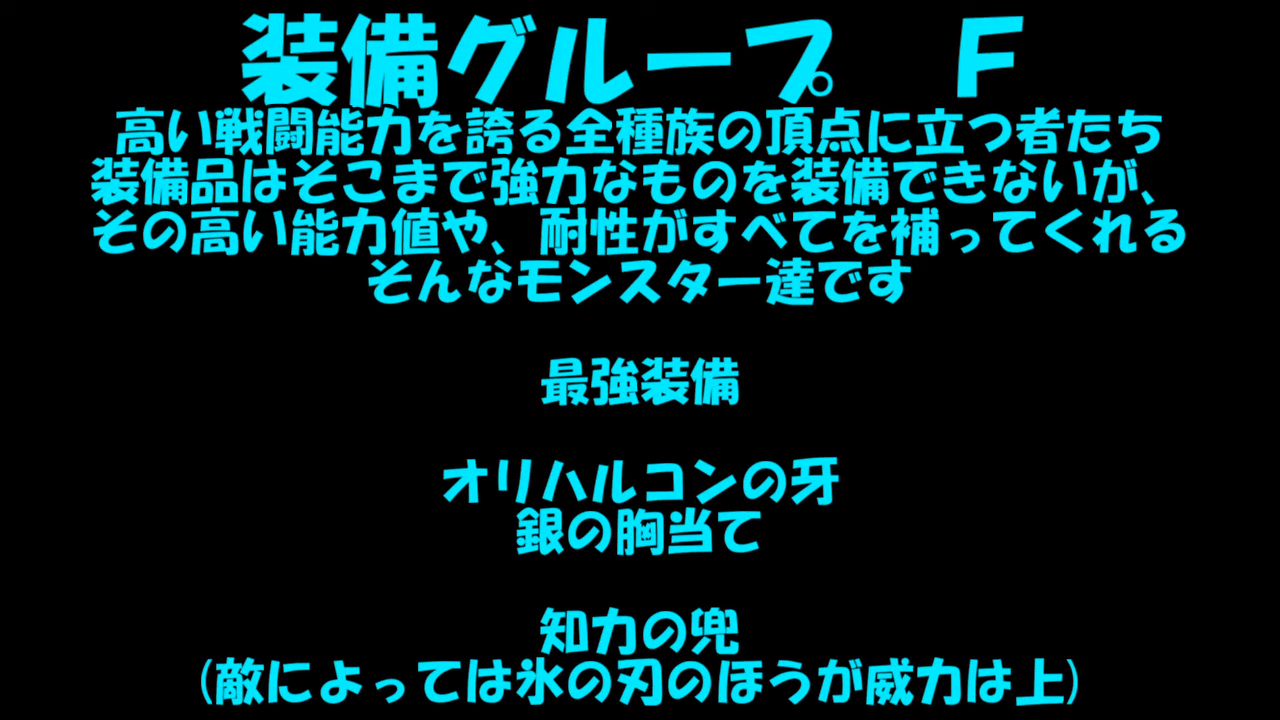 装備グループ　F
高い戦闘能力を誇る全種族の頂点に立つ者たち
装備品はそこまで強力なものを装備できないが、
その高い能力値や、耐性がすべてを補ってくれる
そんなモンスター達です
最強装備
オリハルコンの牙
銀の胸当て
知力の兜
(敵によっては氷の刃のほうが威力は上)